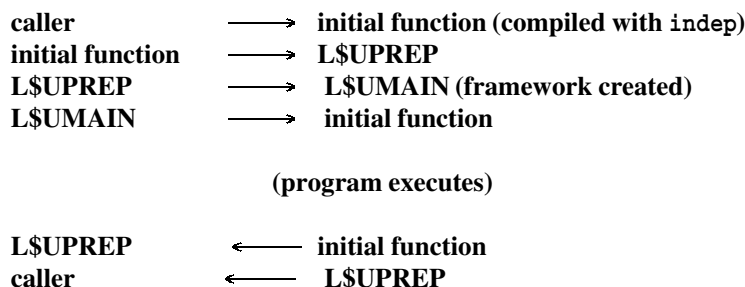 caller → initial function (compiled with indep)
initial function → L$UPREP
L$UPREP → L$UMAIN (framework created)
L$UMAIN → initial function
(program executes)
L$UPREP ← initial function
caller ← L$UPREP